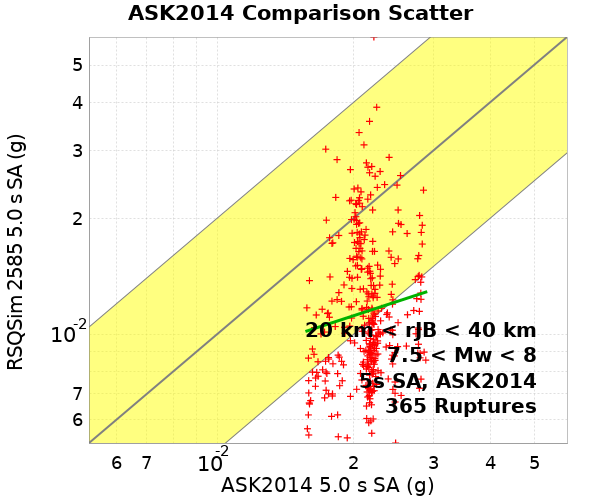 ASK2014 Comparison Scatter
RSQSim 2585 5.0 s SA (g)
5
4
3
2
10-2
7
6
20 km < rJB < 40 km
7.5 < Mw < 8
5s SA, ASK2014
365 Ruptures
6 7 10-2 2 3 4 5
ASK2014 5.0 s SA (g)